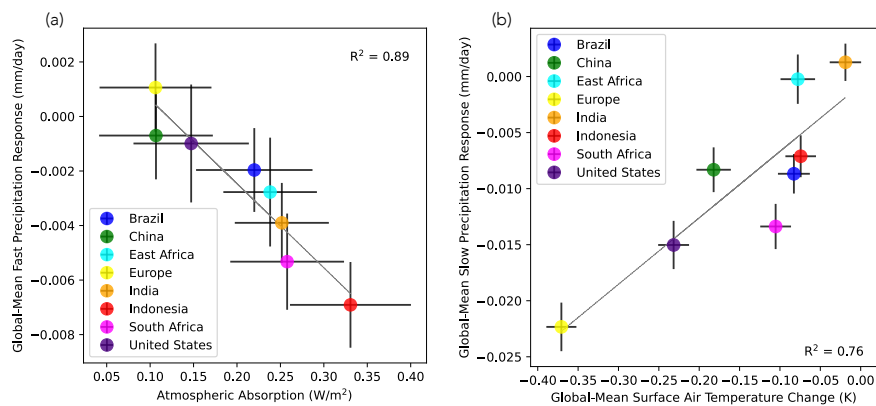 (a)
Global-Mean Fast Precipitation Response (mm/day)
0.002
0.000
−0.002
−0.004
−0.006
−0.008
R² = 0.89
Brazil
China
East Africa
Europe
India
Indonesia
South Africa
United States
0.05 0.10 0.15 0.20 0.25 0.30 0.35 0.40
Atmospheric Absorption (W/m²)
(b)
Global-Mean Slow Precipitation Response (mm/day)
0.000
−0.005
−0.010
−0.015
−0.020
−0.025
Brazil
China
East Africa
Europe
India
Indonesia
South Africa
United States
R² = 0.76
−0.40 −0.35 −0.30 −0.25 −0.20 −0.15 −0.10 −0.05 0.00
Global-Mean Surface Air Temperature Change (K)